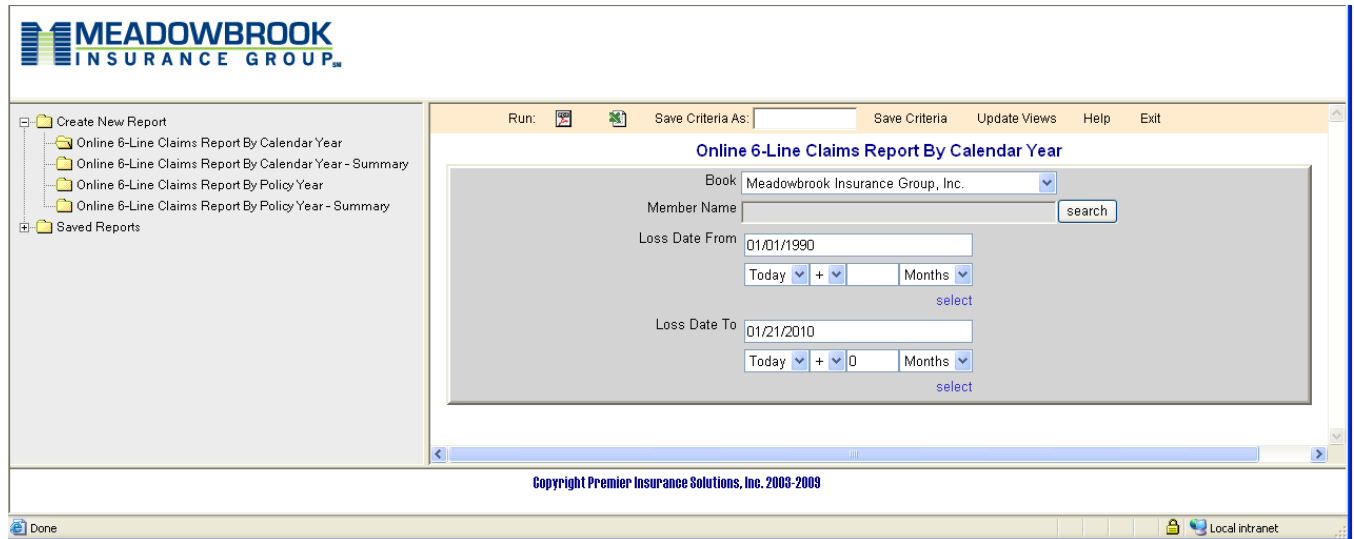 MEADOWBROOK
INSURANCE GROUP SM
Create New Report
Online 6-Line Claims Report By Calendar Year
Online 6-Line Claims Report By Calendar Year - Summary
Online 6-Line Claims Report By Policy Year
Online 6-Line Claims Report By Policy Year - Summary
Saved Reports
Run: Save Criteria As: Save Criteria Update Views Help Exit
Online 6-Line Claims Report By Calendar Year
Book Meadowbrook Insurance Group, Inc.
Member Name search
Loss Date From 01/01/1990
Today + Months
select
Loss Date To 01/21/2010
Today + 0 Months
select
Copyright Premier Insurance Solutions, Inc. 2003-2009
Done Local intranet